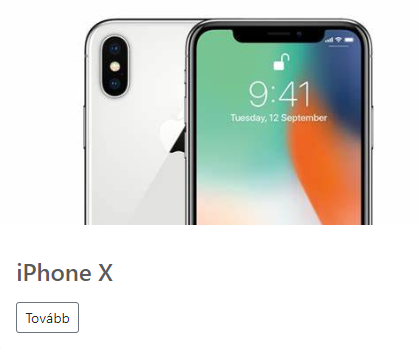 9:41
Tuesday, 12 September
iPhone X
Tovább